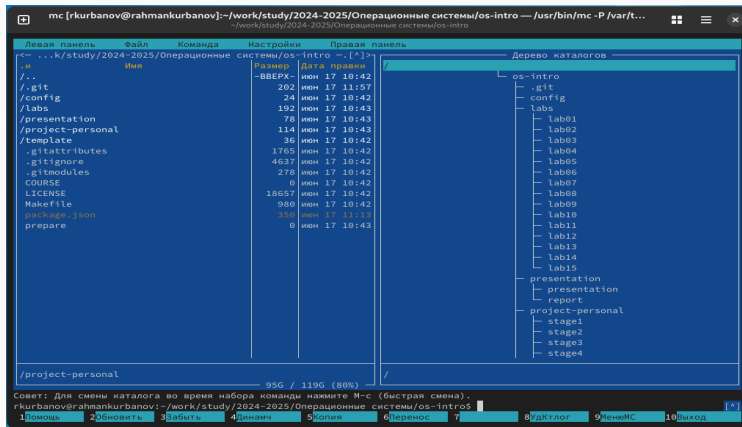 mc [rkurbanov@rahmankurbanov]:~/work/study/2024-2025/Операционные системы/os-intro — /usr/bin/mc -P /var/t...
~/work/study/2024-2025/Операционные системы/os-intro
Левая панель Файл Команда Настройки Правая панель
<— ...k/study/2024-2025/Операционные системы/os-intro —.[^]> Дерево каталогов
.и Имя Размер Дата правки /
/.. -ВВЕРХ- июн 17 10:42 os-intro
/.git 202 июн 17 11:57 .git
/config 24 июн 17 10:42 config
/labs 192 июн 17 10:43 labs
/presentation 78 июн 17 10:43 lab01
/project-personal 114 июн 17 10:43 lab02
/template 36 июн 17 10:42 lab03
.gitattributes 1765 июн 17 10:42 lab04
.gitignore 4637 июн 17 10:42 lab05
.gitmodules 278 июн 17 10:42 lab06
COURSE 0 июн 17 10:42 lab07
LICENSE 18657 июн 17 10:42 lab08
Makefile 980 июн 17 10:42 lab09
package.json 350 июн 17 11:13 lab10
prepare 0 июн 17 10:43 lab11
lab12
lab13
lab14
lab15
presentation
presentation
report
project-personal
stage1
stage2
stage3
stage4
/project-personal /
95G / 119G (80%)
Совет: Для смены каталога во время набора команды нажмите M-c (быстрая смена).
rkurbanov@rahmankurbanov:~/work/study/2024-2025/Операционные системы/os-intro$ [^]
1Помощь 2Обновить 3Забыть 4Динамч 5Копия 6Перенос 7 8УдКтлог 9МенюMC 10Выход